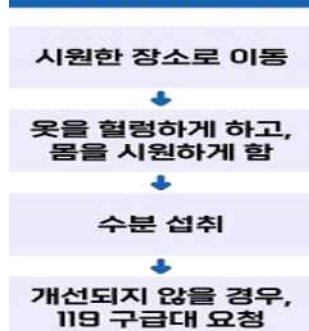 시원한 장소로 이동
옷을 헐렁하게 하고,
몸을 시원하게 함
수분 섭취
개선되지 않을 경우,
119 구급대 요청